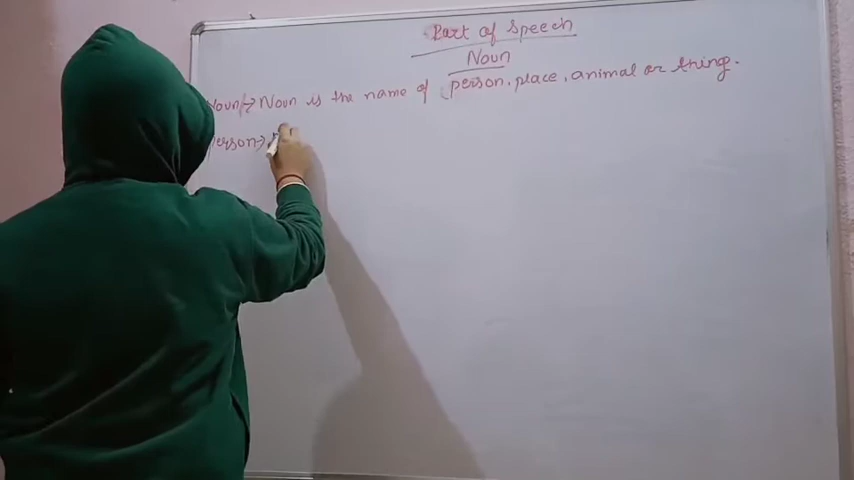 Part of Speech
Noun
Noun → Noun is the name of person, place, animal or thing.
Person →